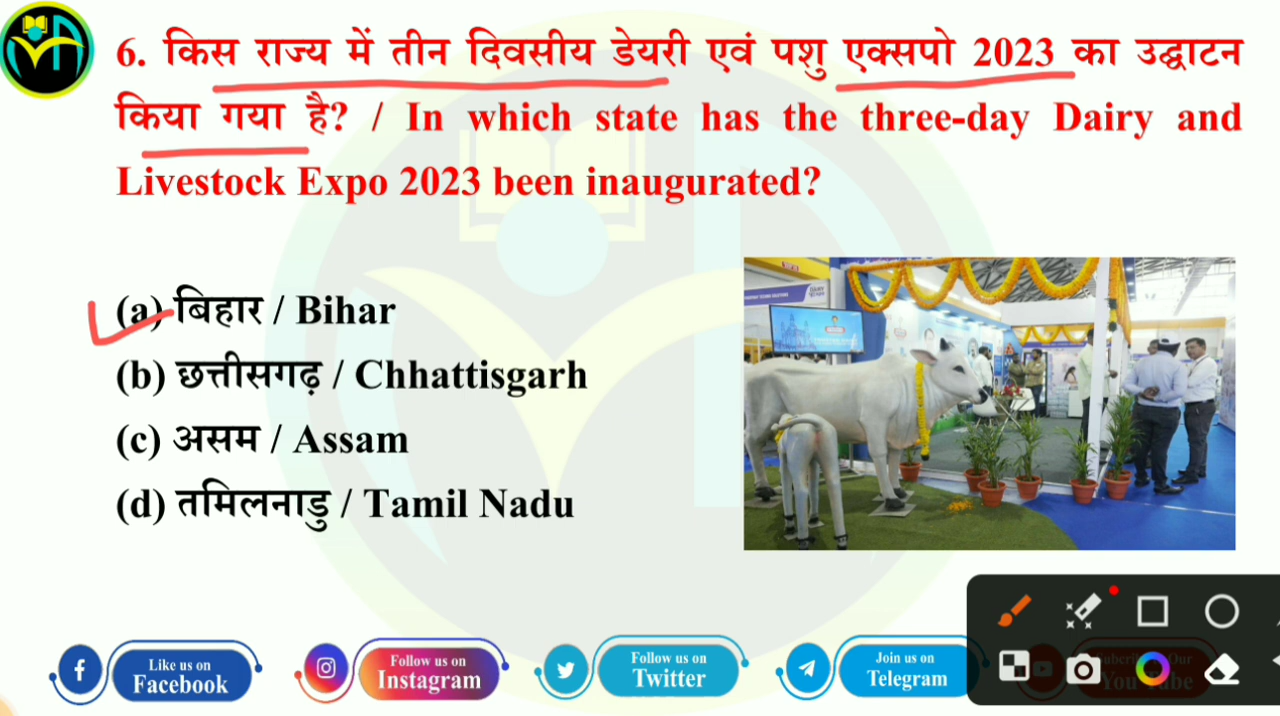 6. किस राज्य में तीन दिवसीय डेयरी एवं पशु एक्सपो 2023 का उद्घाटन
किया गया है? / In which state has the three-day Dairy and
Livestock Expo 2023 been inaugurated?
(a) बिहार / Bihar
(b) छत्तीसगढ़ / Chhattisgarh
(c) असम / Assam
(d) तमिलनाडु / Tamil Nadu
Like us on
Facebook
Follow us on
Instagram
Follow us on
Twitter
Join us on
Telegram